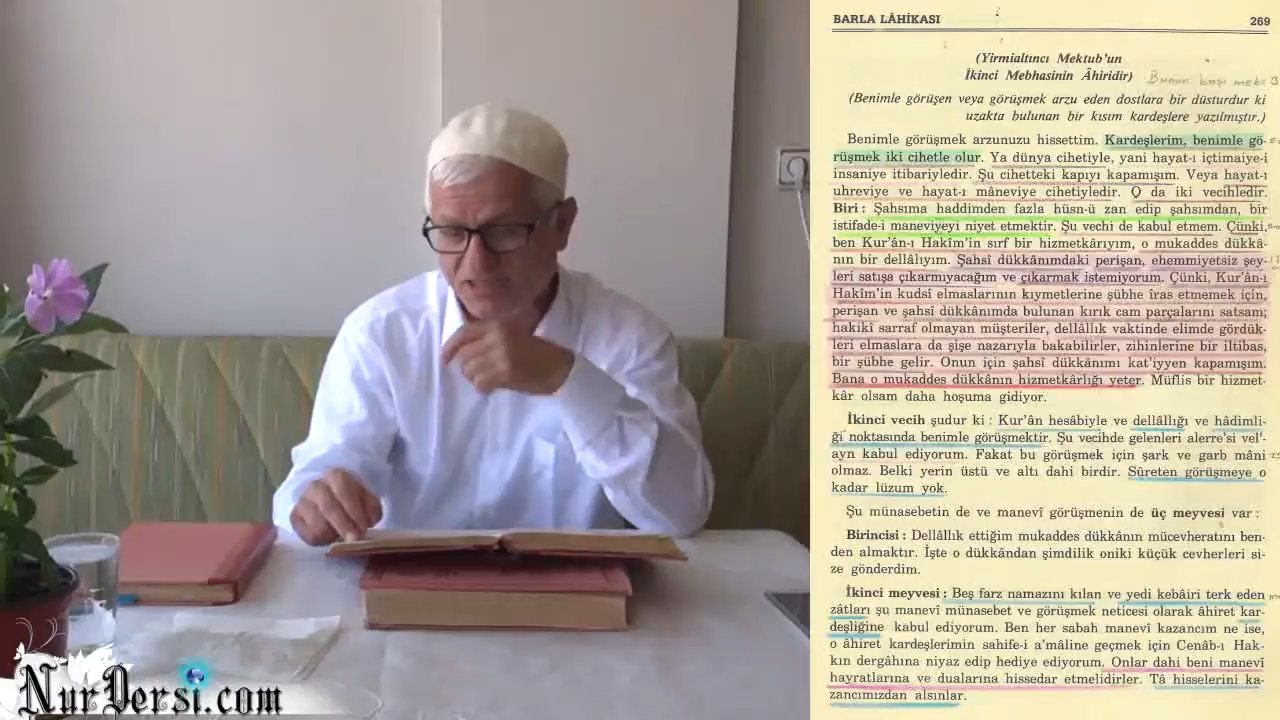 BARLA LÂHİKASI 269
(Yirmialtıncı Mektub'un
İkinci Mebhasinin Âhiridir)
(Benimle görüşen veya görüşmek arzu eden dostlara bir düsturdur ki
uzakta bulunan bir kısım kardeşlere yazılmıştır.)
Benimle görüşmek arzunuzu hissettim. Kardeşlerim, benimle gö-
rüşmek iki cihetle olur. Ya dünya cihetiyle, yani hayat-ı içtimaiye-i
insaniye itibariyledir. Şu cihetteki kapıyı kapamışım. Veya hayat-ı
uhreviye ve hayat-ı mâneviye cihetiyledir. O da iki vecihledir.
Biri: Şahsıma haddimden fazla hüsn-ü zan edip şahsımdan, bir
istifade-i maneviyeyi niyet etmektir. Şu vechi de kabul etmem. Çünki,
ben Kur'ân-ı Hakîm'in sırf bir hizmetkârıyım, o mukaddes dükkâ-
nın bir dellâlıyım. Şahsî dükkânımdaki perişan, ehemmiyetsiz şey-
leri satışa çıkarmıyacağım ve çıkarmak istemiyorum. Çünki, Kur'ân-ı
Hakîm'in kudsî elmaslarının kıymetlerine şübhe îras etmemek için,
perişan ve şahsî dükkânımda bulunan kırık cam parçalarını satsam;
hakikî sarraf olmayan müşteriler, dellâllık vaktinde elimde gördük-
leri elmaslara da şişe nazarıyla bakabilirler, zihinlerine bir iltibas,
bir şübhe gelir. Onun için şahsî dükkânımı kat'iyyen kapamışım.
Bana o mukaddes dükkânın hizmetkârlığı yeter. Müflis bir hizmet-
kâr olsam daha hoşuma gidiyor.
İkinci vecih şudur ki: Kur'ân hesâbiyle ve dellâllığı ve hâdimli-
ği noktasında benimle görüşmektir. Şu vecihde gelenleri alerre'si vel'-
ayn kabul ediyorum. Fakat bu görüşmek için şark ve garb mâni
olmaz. Belki yerin üstü ve altı dahi birdir. Sûreten görüşmeye o
kadar lüzum yok.
Şu münasebetin de ve manevî görüşmenin de üç meyvesi var:
Birincisi: Dellâllık ettiğim mukaddes dükkânın mücevheratını ben-
den almaktır. İşte o dükkândan şimdilik oniki küçük cevherleri si-
ze gönderdim.
İkinci meyvesi: Beş farz namazını kılan ve yedi kebâiri terk eden
zâtları şu manevî münasebet ve görüşmek neticesi olarak âhiret kar-
deşliğine kabul ediyorum. Ben her sabah manevî kazancım ne ise,
o âhiret kardeşlerimin sahife-i a'mâline geçmek için Cenâb-ı Hak-
kın dergâhına niyaz edip hediye ediyorum. Onlar dahi beni manevî
hayratlarına ve dualarına hissedar etmelidirler. Tâ hisselerini ka-
zancımızdan alsınlar.
NurDersi.com